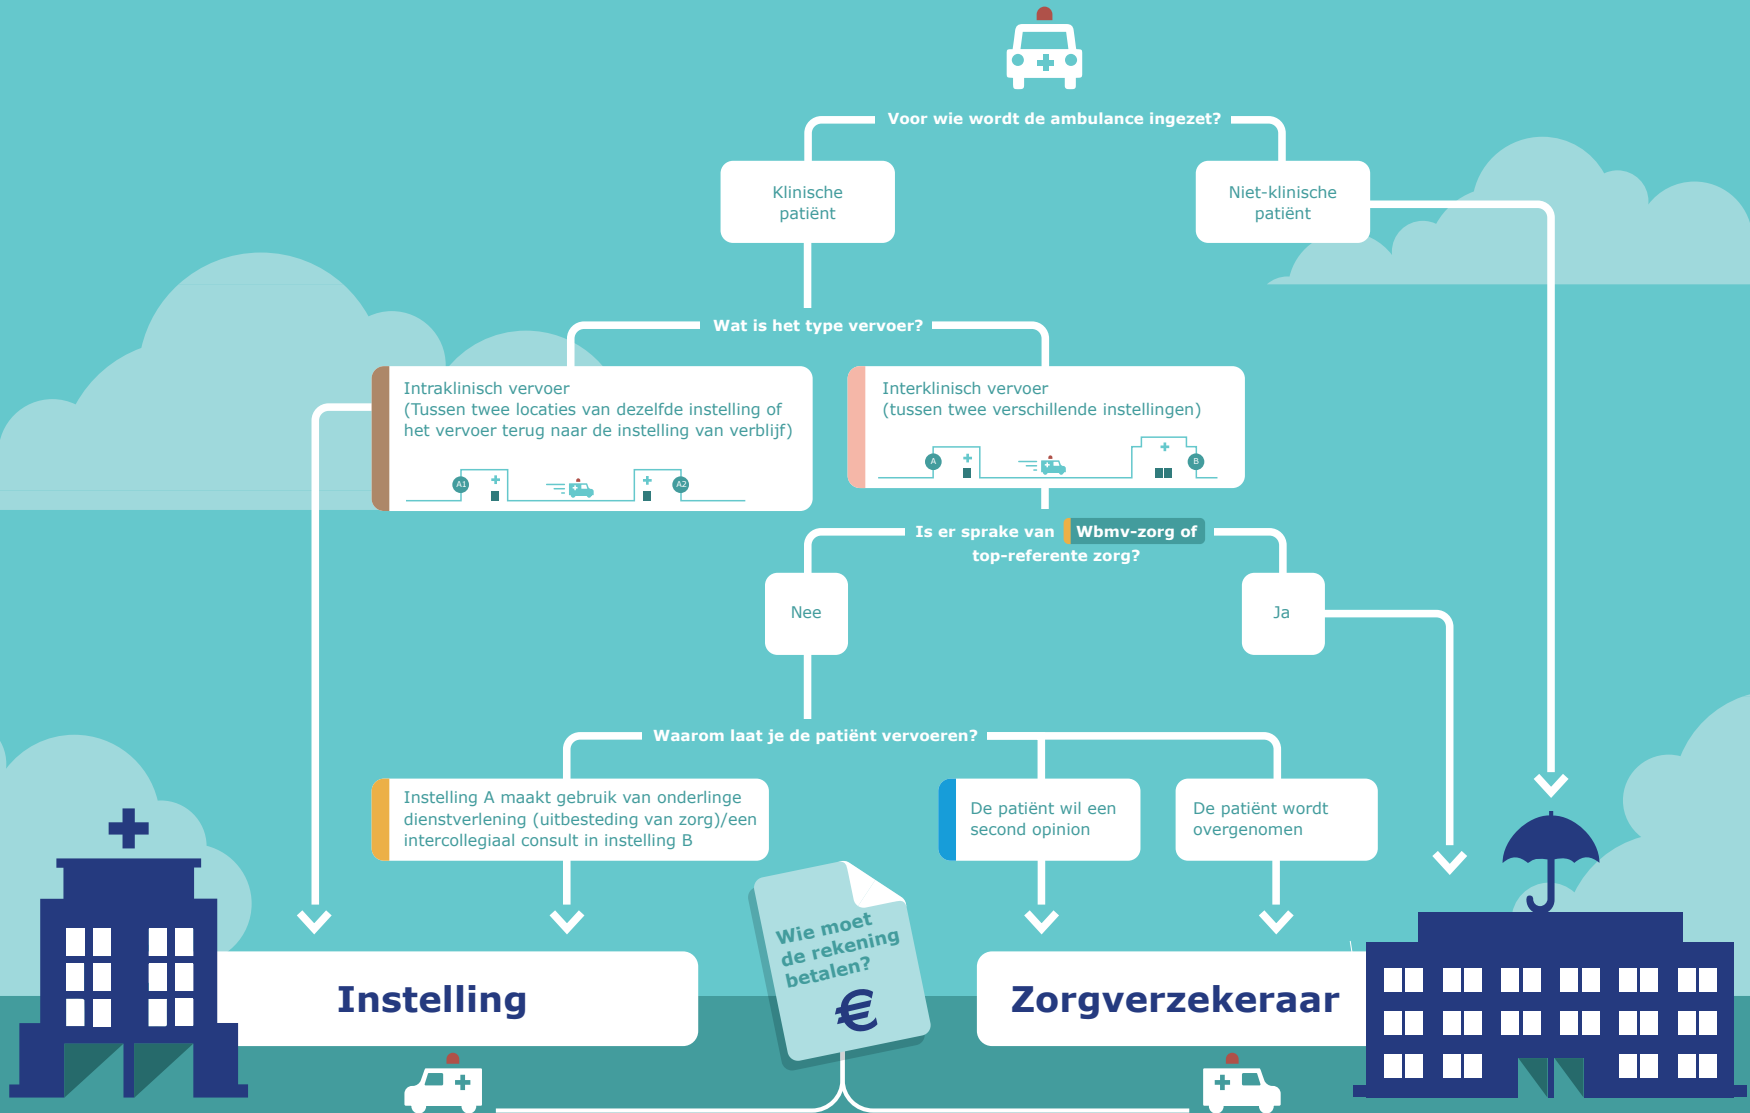 Voor wie wordt de ambulance ingezet?
Klinische
patiënt
Niet-klinische
patiënt
Wat is het type vervoer?
Intraklinisch vervoer
(Tussen twee locaties van dezelfde instelling of
het vervoer terug naar de instelling van verblijf)
A1
A2
Interklinisch vervoer
(tussen twee verschillende instellingen)
A
B
Is er sprake van Wbmv-zorg of
top-referente zorg?
Nee
Ja
Waarom laat je de patiënt vervoeren?
Instelling A maakt gebruik van onderlinge
dienstverlening (uitbesteding van zorg)/een
intercollegiaal consult in instelling B
De patiënt wil een
second opinion
De patiënt wordt
overgenomen
Wie moet
de rekening
betalen?
€
Instelling
Zorgverzekeraar